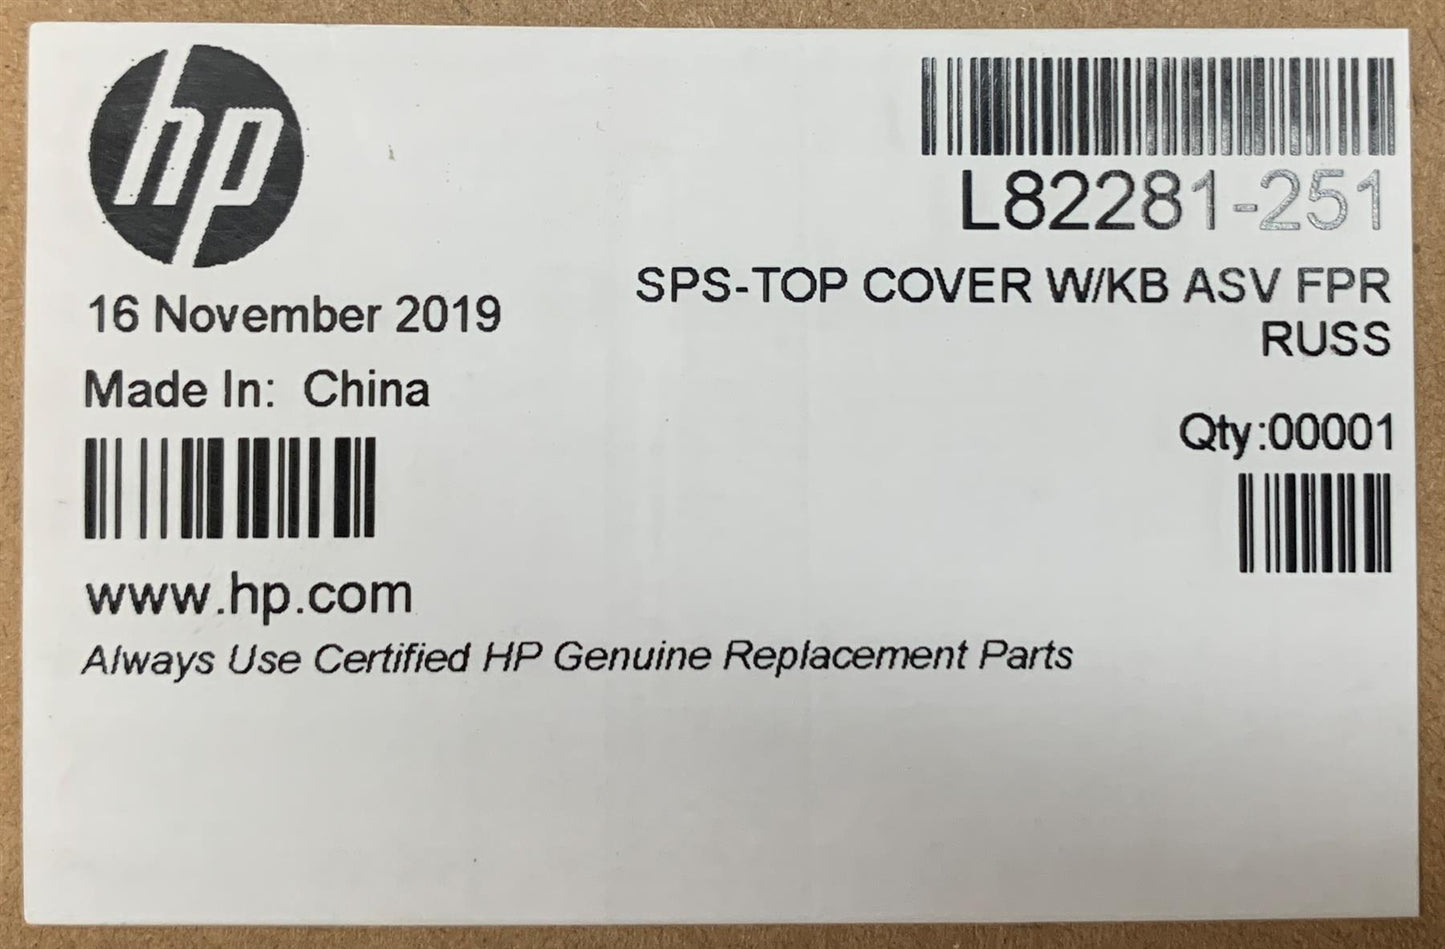 hp
L82281-251
SPS-TOP COVER W/KB ASV FPR
RUSS
16 November 2019
Made In: China
Qty:00001
www.hp.com
Always Use Certified HP Genuine Replacement Parts